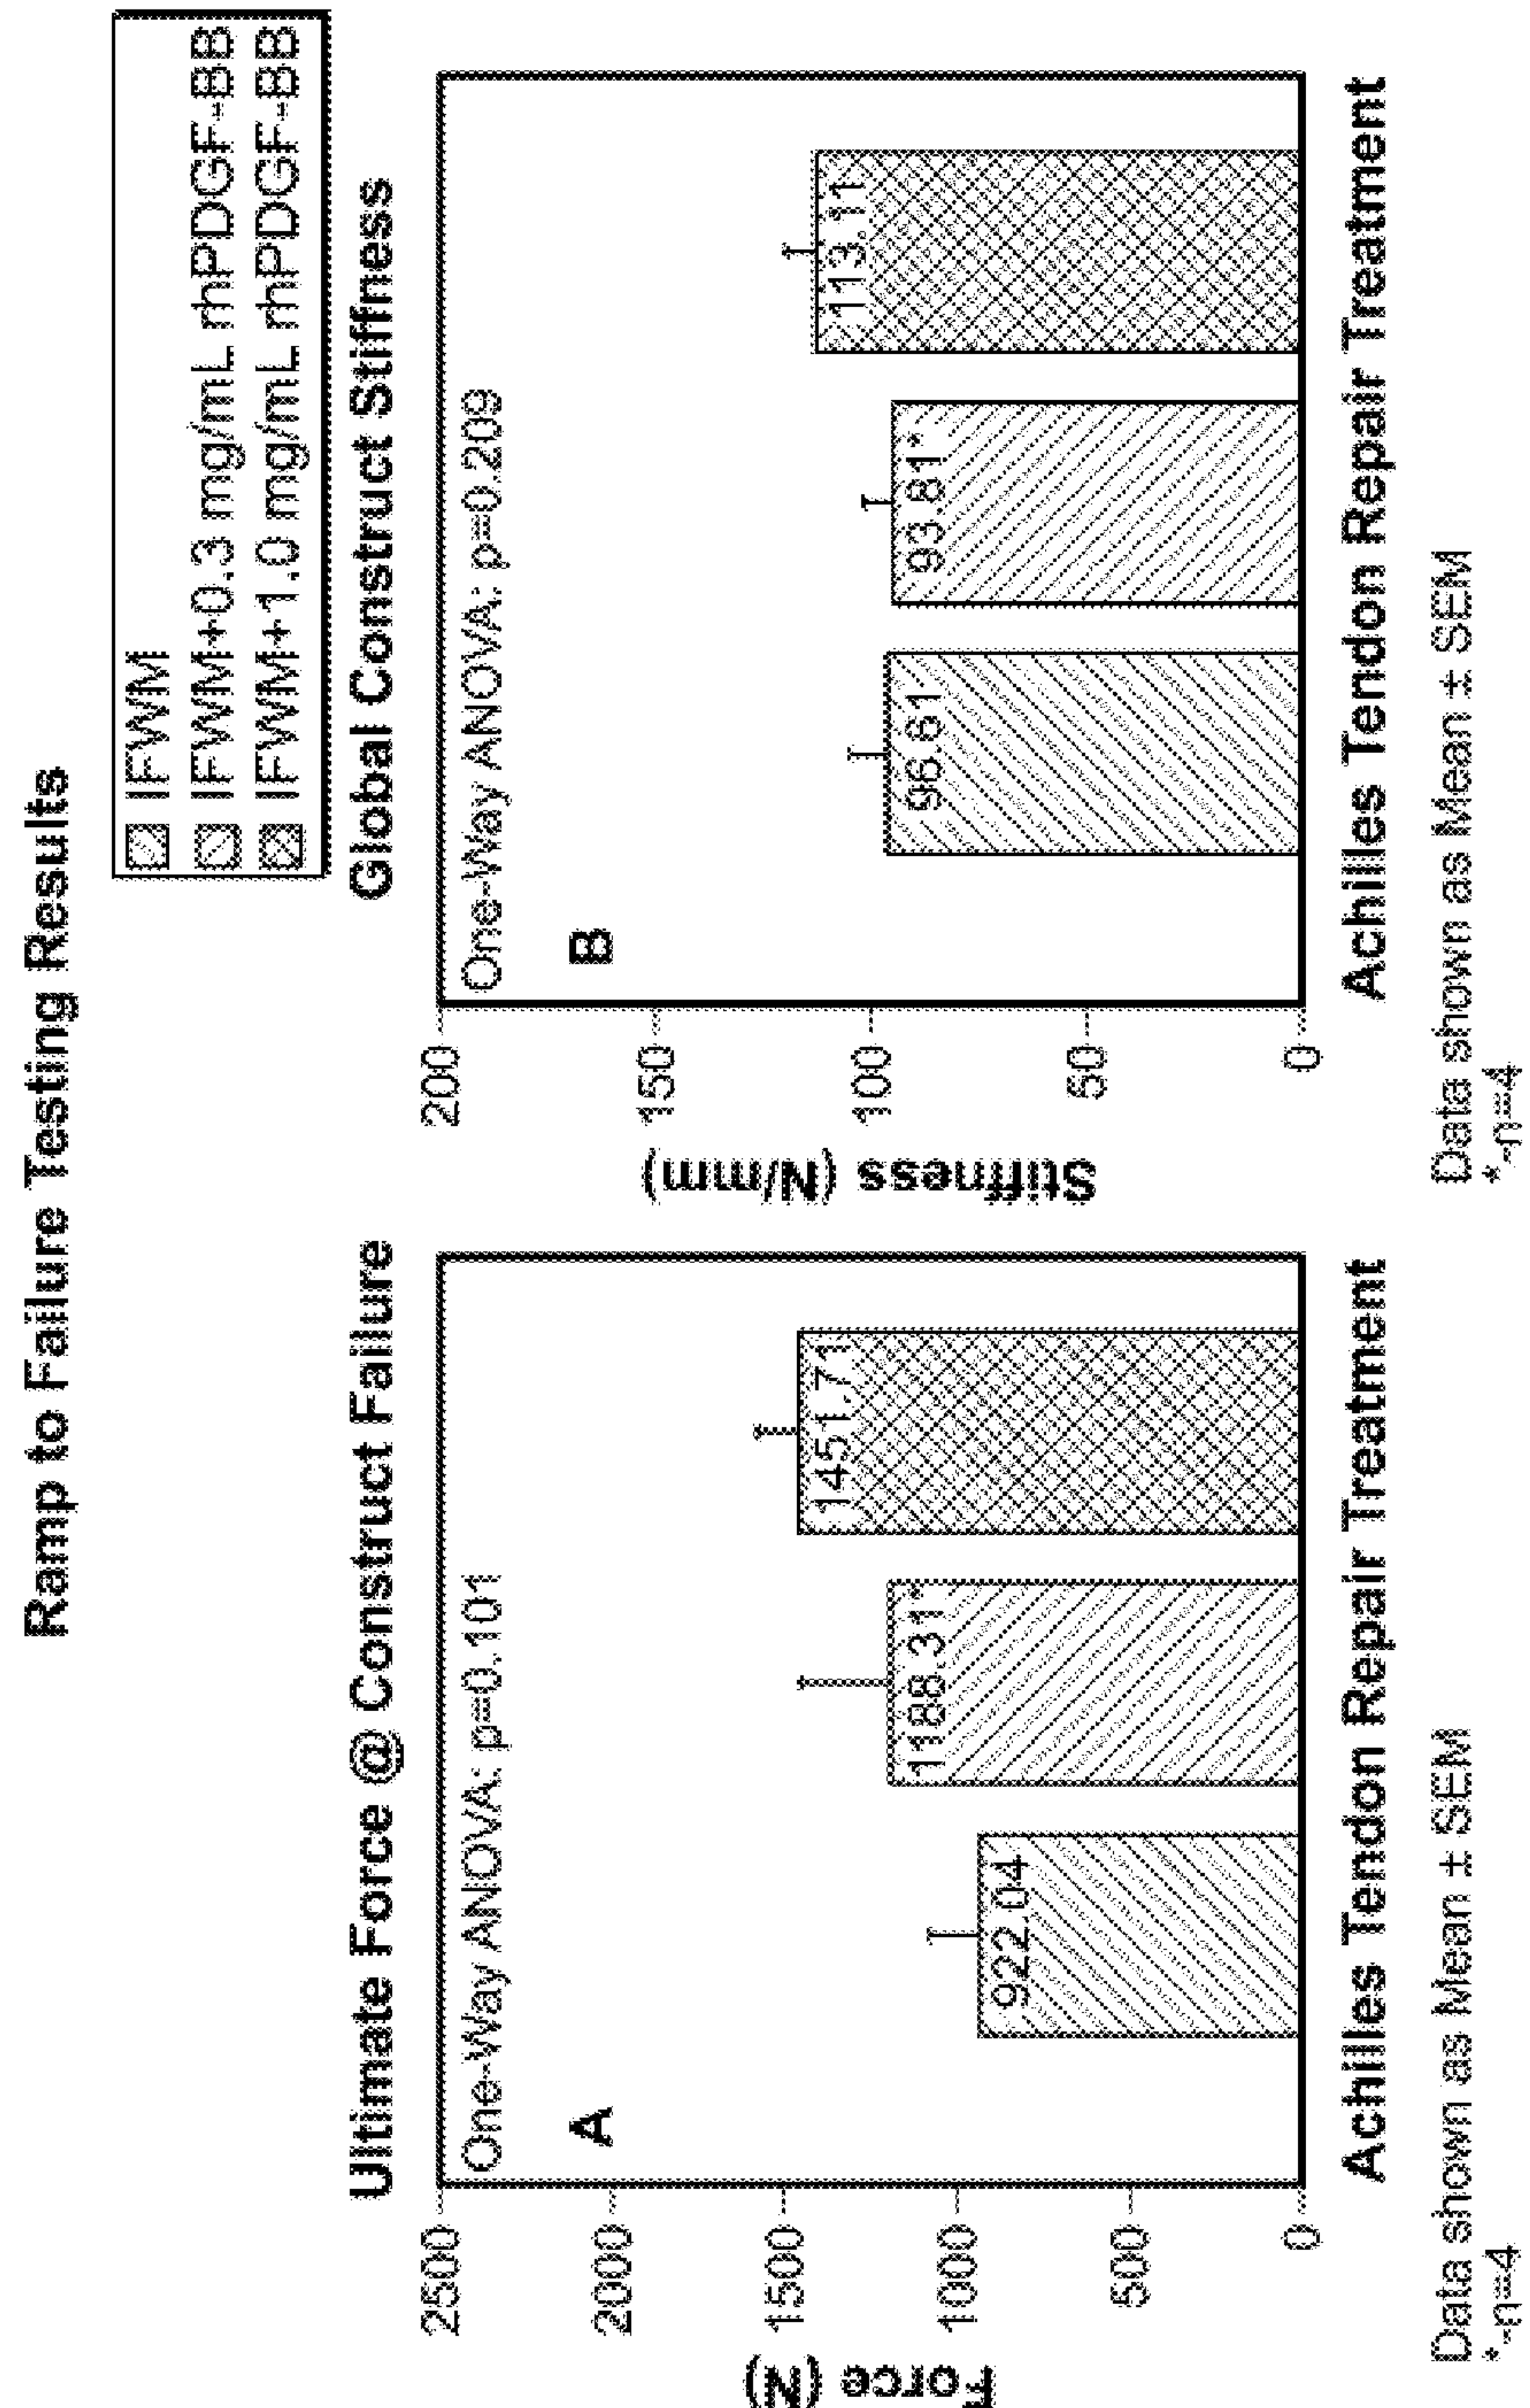 Ramp to Failure Testing Results
IFWM
IFWM+0.3 mg/mL rhPDGF-BB
IFWM+1.0 mg/mL rhPDGF-BB
Ultimate Force @ Construct Failure
One-Way ANOVA: p=0.101
A
2500
2000
1500
1000
500
0
Force (N)
922.04
1188.31*
1451.71
Achilles Tendon Repair Treatment
Data shown as Mean ± SEM
*-n=4
Global Construct Stiffness
One-Way ANOVA: p=0.209
B
200
150
100
50
0
Stiffness (N/mm)
96.61
93.81*
113.11
Achilles Tendon Repair Treatment
Data shown as Mean ± SEM
*-n=4